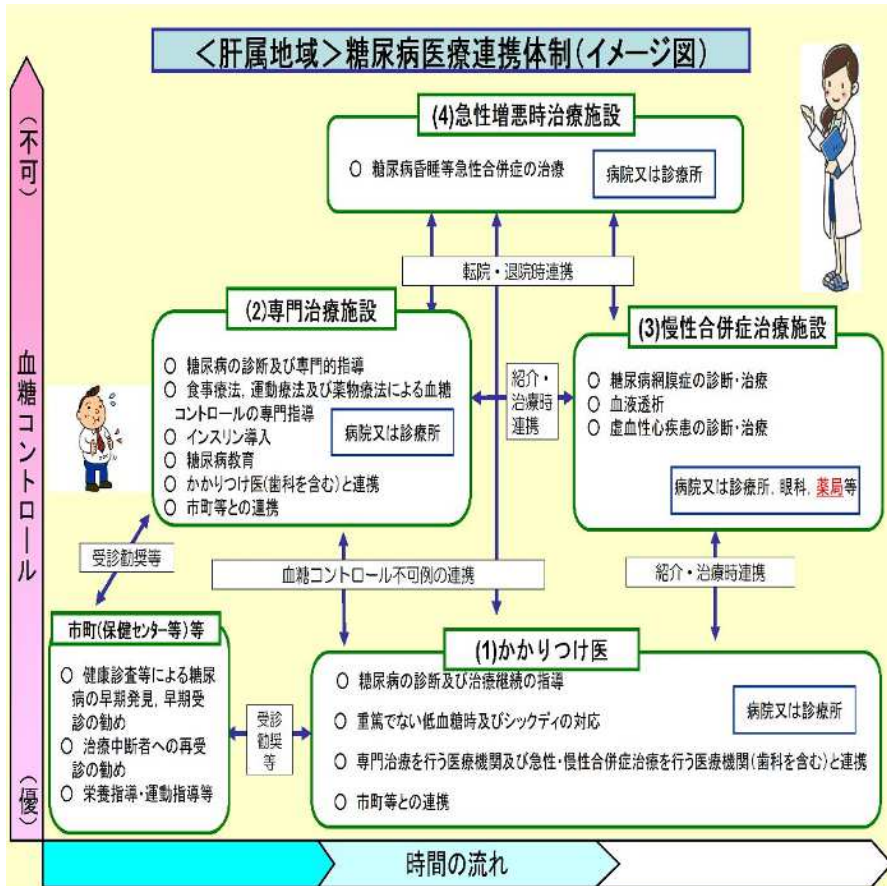 ＜肝属地域＞糖尿病医療連携体制(イメージ図)
(不可)
血糖コントロール
(優)
(4)急性増悪時治療施設
○ 糖尿病昏睡等急性合併症の治療
病院又は診療所
転院・退院時連携
(2)専門治療施設
○ 糖尿病の診断及び専門的指導
○ 食事療法，運動療法及び薬物療法による血糖
コントロールの専門指導
○ インスリン導入
○ 糖尿病教育
○ かかりつけ医(歯科を含む)と連携
○ 市町等との連携
病院又は診療所
紹介・
治療時
連携
(3)慢性合併症治療施設
○ 糖尿病網膜症の診断・治療
○ 血液透析
○ 虚血性心疾患の診断・治療
病院又は診療所，眼科，薬局等
受診勧奨等
血糖コントロール不可例の連携
紹介・治療時連携
市町(保健センター等)等
○ 健康診査等による糖尿
病の早期発見，早期受
診の勧め
○ 治療中断者への再受
診の勧め
○ 栄養指導・運動指導等
受診
勧奨
等
(1)かかりつけ医
○ 糖尿病の診断及び治療継続の指導
○ 重篤でない低血糖時及びシックディの対応
○ 専門治療を行う医療機関及び急性・慢性合併症治療を行う医療機関(歯科を含む)と連携
○ 市町等との連携
病院又は診療所
時間の流れ